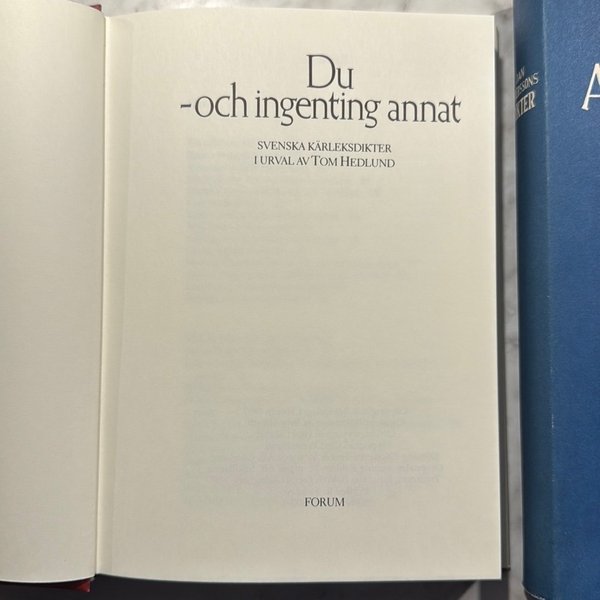 Du
-och ingenting annat
SVENSKA KÄRLEKSDIKTER
I URVAL AV TOM HEDLUND
FORUM
A